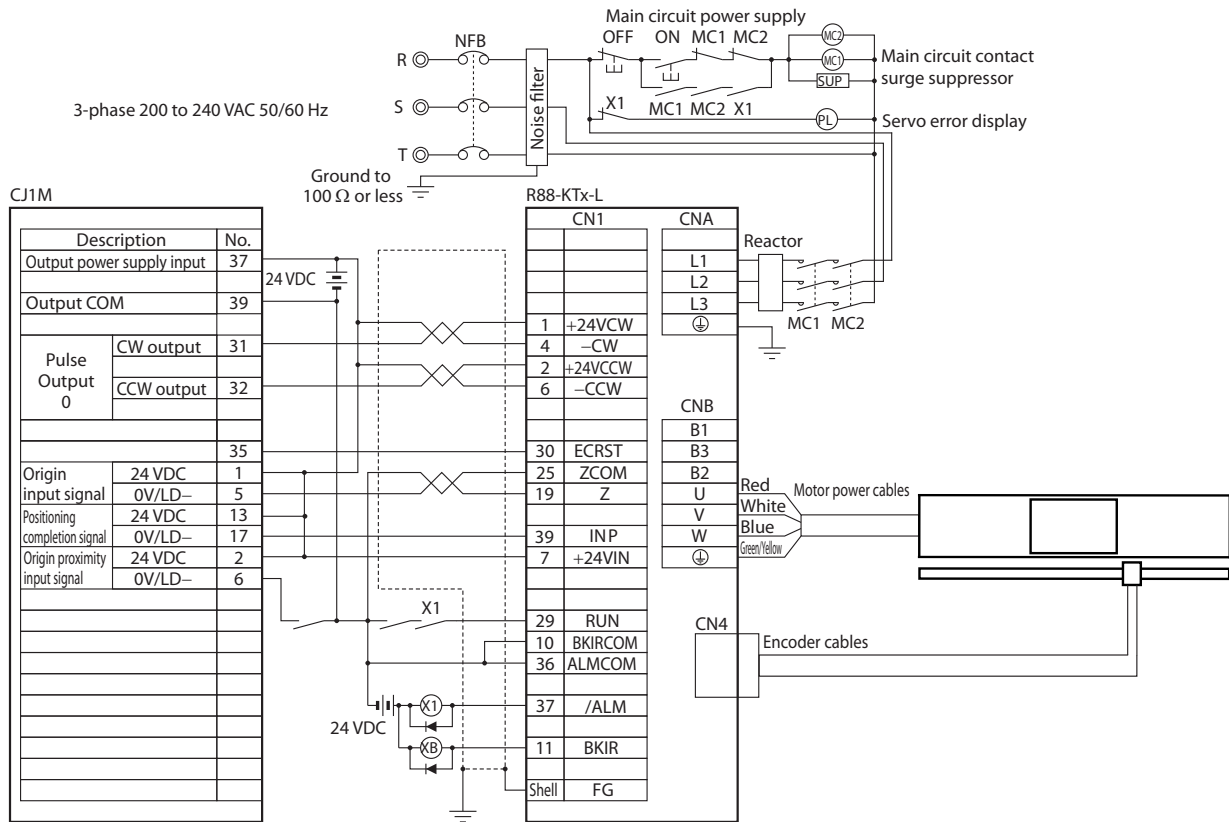 Main circuit power supply
OFF ON MC1 MC2
MC2
NFB
R
MC1
Main circuit contact
surge suppressor
SUP
3-phase 200 to 240 VAC 50/60 Hz
S
Noise filter
X1
MC1 MC2 X1
PL
Servo error display
T
Ground to
100 Ω or less
CJ1M
R88-KTx-L
CN1 CNA
Description No.
Output power supply input 37
24 VDC
Output COM 39
Reactor
L1
L2
L3
MC1 MC2
1 +24VCW
Pulse
Output
0
CW output 31
4 −CW
2 +24VCCW
CCW output 32
6 −CCW
CNB
B1
35
30 ECRST
B3
Origin
input signal
24 VDC 1
25 ZCOM
B2
0V/LD− 5
19 Z
U
Red
Motor power cables
Positioning
completion signal
24 VDC 13
V
White
0V/LD− 17
39 INP
W
Blue
Origin proximity
input signal
24 VDC 2
7 +24VIN
Green/Yellow
0V/LD− 6
X1
29 RUN
10 BKIRCOM
36 ALMCOM
CN4
Encoder cables
24 VDC
X1
37 /ALM
XB
11 BKIR
Shell FG